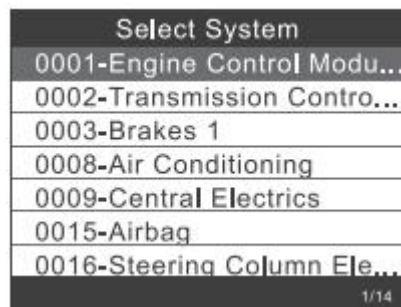 Select System
0001-Engine Control Modu...
0002-Transmission Contro...
0003-Brakes 1
0008-Air Conditioning
0009-Central Electrics
0015-Airbag
0016-Steering Column Ele...
1/14